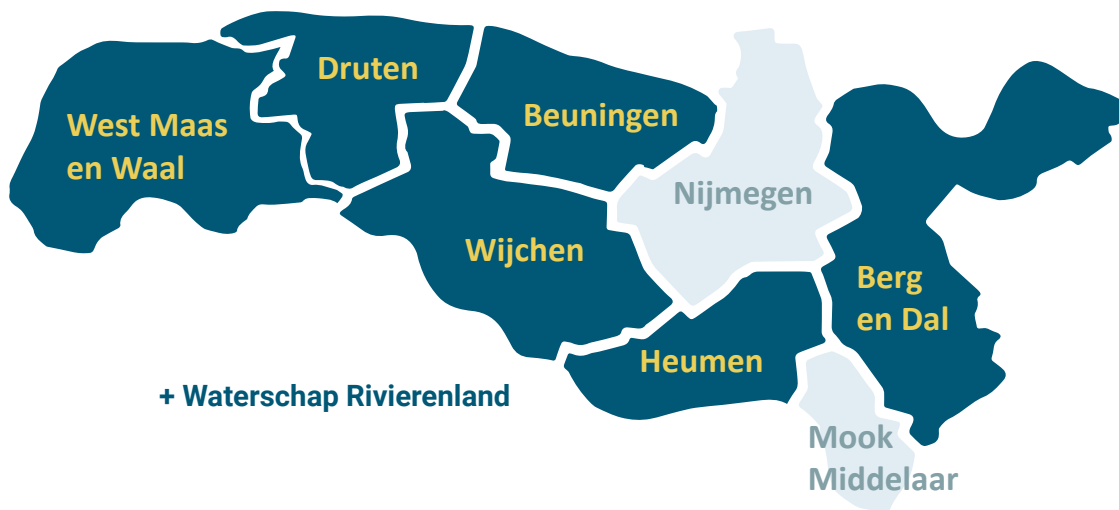 Druten
Beuningen
West Maas
en Waal
Nijmegen
Wijchen
Berg
en Dal
Heumen
+ Waterschap Rivierenland
Mook
Middelaar